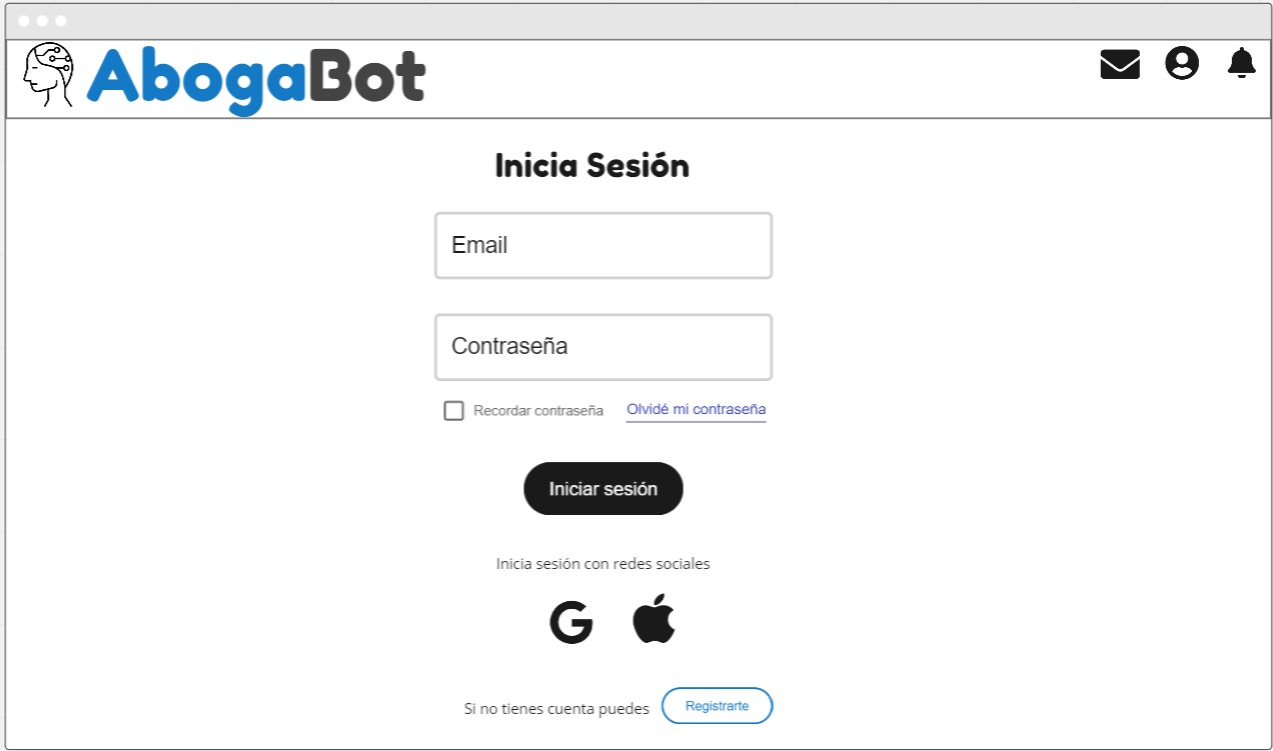 AbogaBot
Inicia Sesión
Email
Contraseña
Recordar contraseña Olvidé mi contraseña
Iniciar sesión
Inicia sesión con redes sociales
Si no tienes cuenta puedes Registrarte